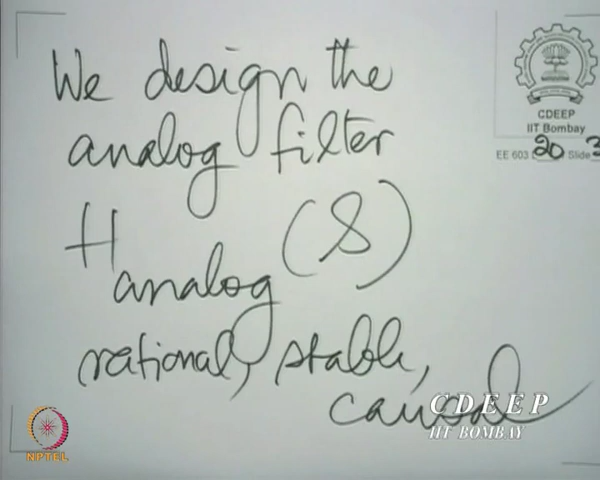 We design the
analog filter
H analog (s)
rational, stable,
causal
CDEEP
IIT Bombay
EE 603 L 20 Slide 3
CDEEP
IIT BOMBAY
NPTEL